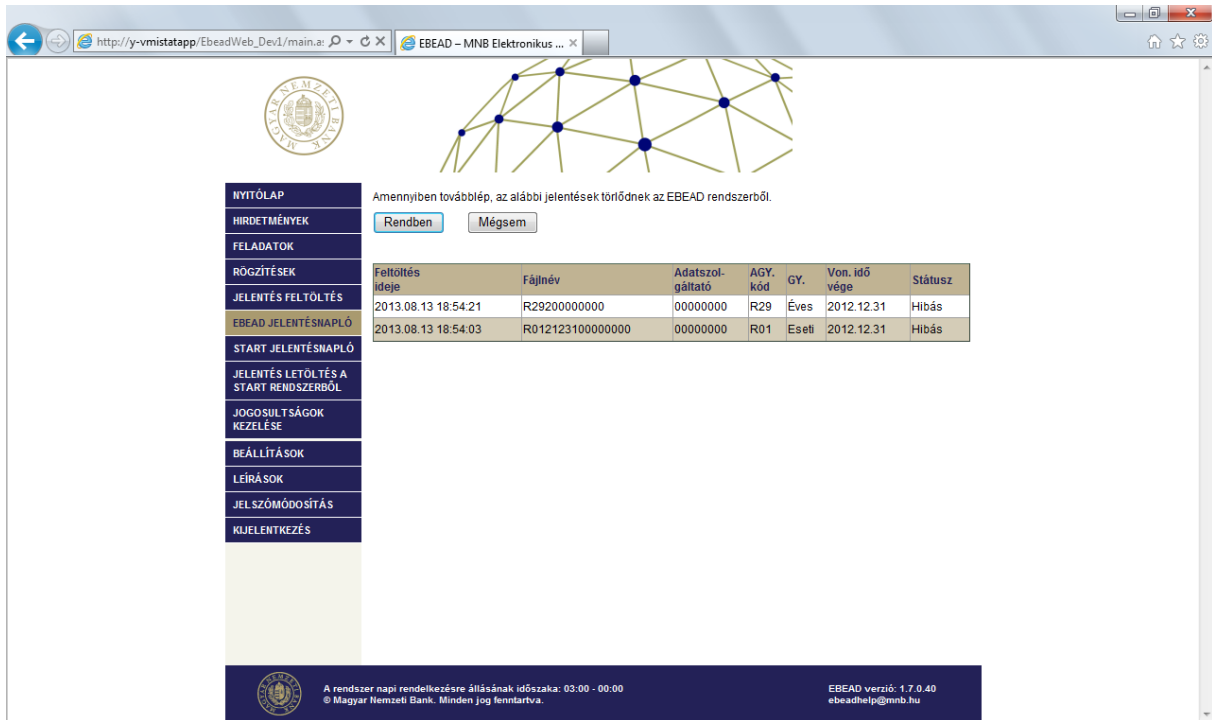 http://y-vmistatapp/EbeadWeb_Dev1/main.a:
EBEAD – MNB Elektronikus ...
MAGYAR NEMZETI BANK
NYITÓLAP
HIRDETMÉNYEK
FELADATOK
RÖGZÍTÉSEK
JELENTÉS FELTÖLTÉS
EBEAD JELENTÉSNAPLÓ
START JELENTÉSNAPLÓ
JELENTÉS LETÖLTÉS A
START RENDSZERBŐL
JOGOSULTSÁGOK
KEZELÉSE
BEÁLLÍTÁSOK
LEÍRÁSOK
JELSZÓMÓDOSÍTÁS
KIJELENTKEZÉS
Amennyiben továbblép, az alábbi jelentések törlődnek az EBEAD rendszerből.
Rendben Mégsem
Feltöltés ideje Fájlnév Adatszol-gáltató AGY. kód GY. Von. idő vége Státusz
2013.08.13 18:54:21 R29200000000 00000000 R29 Éves 2012.12.31 Hibás
2013.08.13 18:54:03 R012123100000000 00000000 R01 Eseti 2012.12.31 Hibás
A rendszer napi rendelkezésre állásának időszaka: 03:00 - 00:00
© Magyar Nemzeti Bank. Minden jog fenntartva.
EBEAD verzió: 1.7.0.40
ebeadhelp@mnb.hu